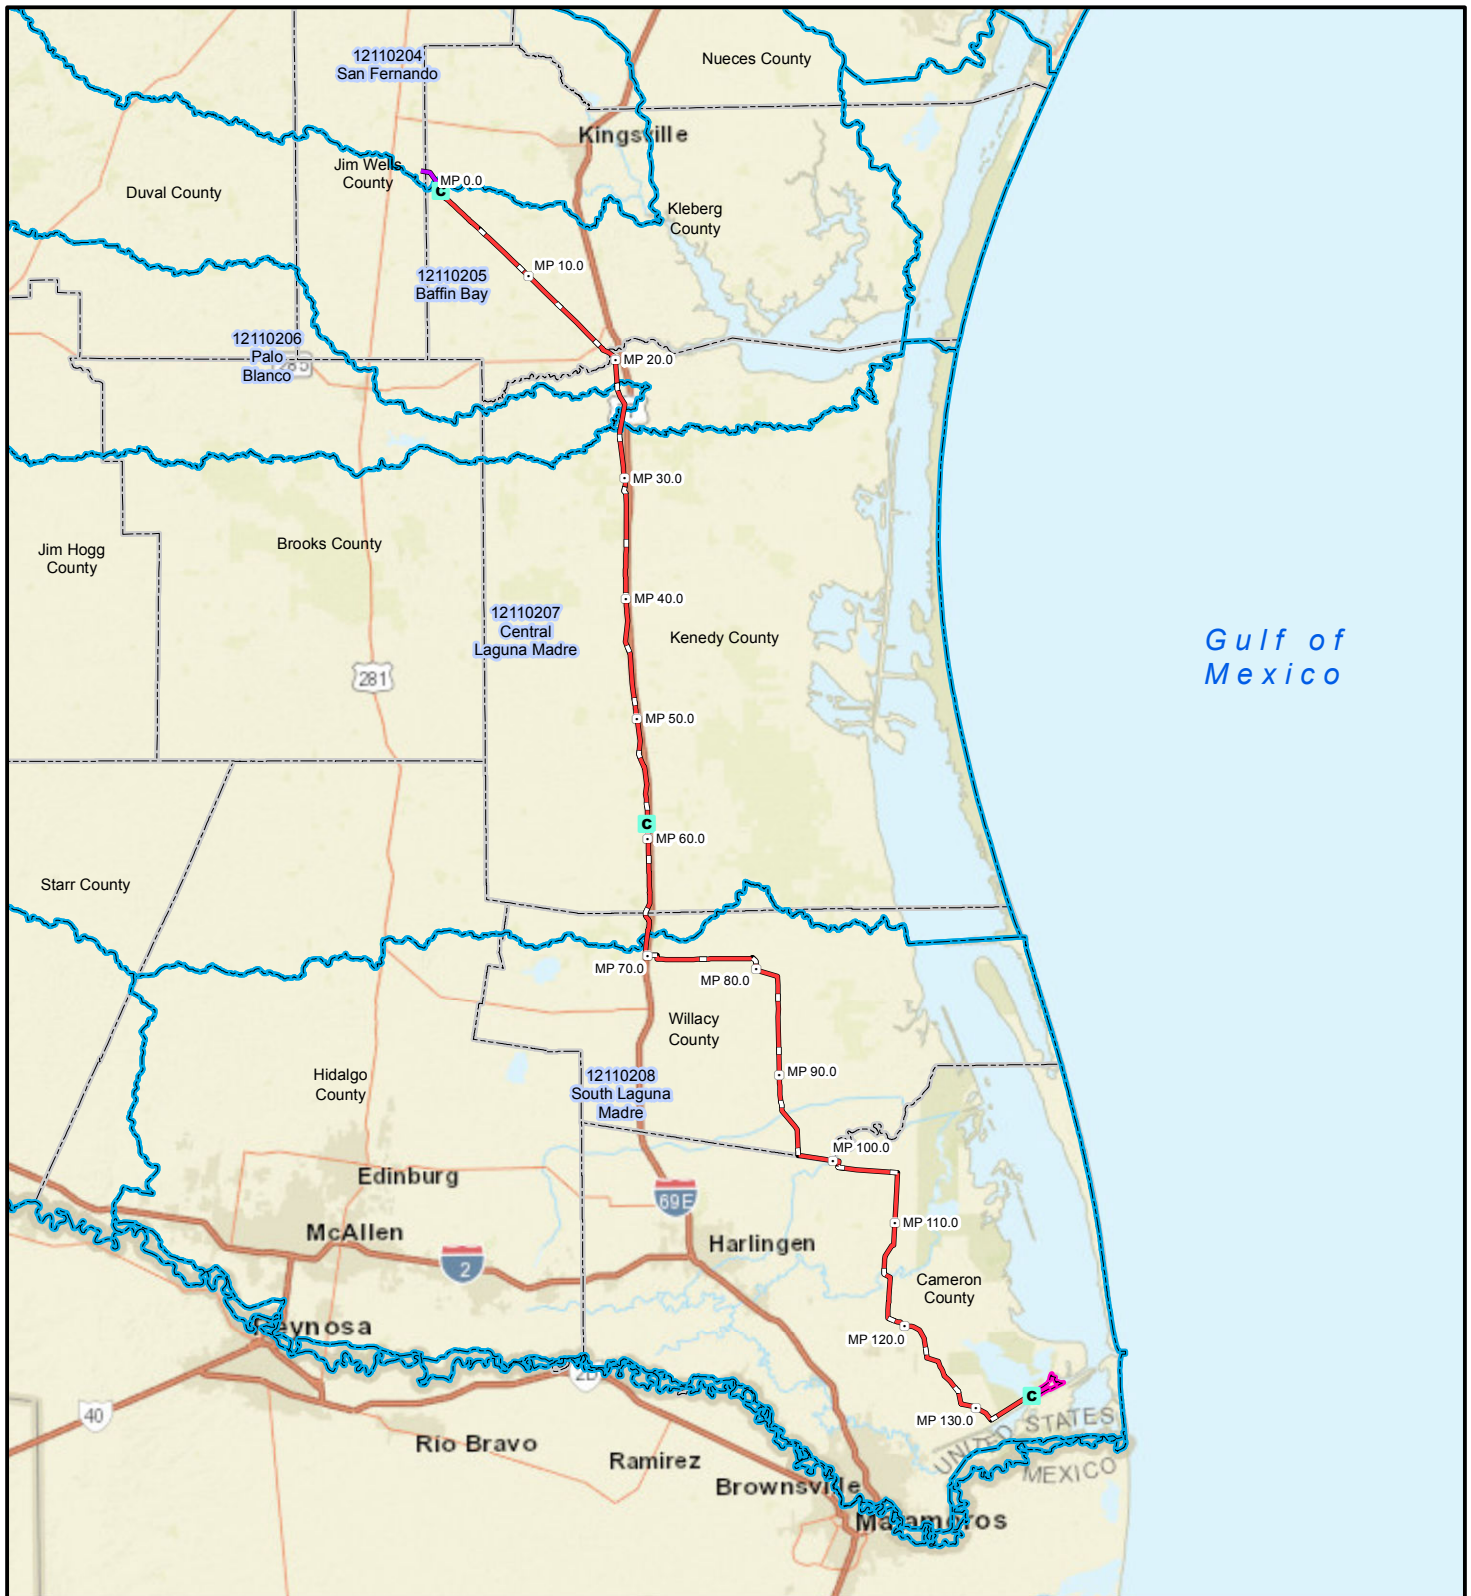 12110204
San Fernando
Nueces County
Kingsville
Jim Wells
County
MP 0.0
C
Duval County
Kleberg
County
12110205
Baffin Bay
MP 10.0
12110206
Palo
Blanco
285
MP 20.0
MP 30.0
Jim Hogg
County
Brooks County
12110207
Central
Laguna Madre
MP 40.0
Kenedy County
Gulf of
Mexico
281
MP 50.0
C
MP 60.0
Starr County
MP 70.0
MP 80.0
Willacy
County
Hidalgo
County
12110208
South Laguna
Madre
MP 90.0
MP 100.0
Edinburg
69E
McAllen
Harlingen
MP 110.0
2
Cameron
County
Reynosa
MP 120.0
2D
C
40
MP 130.0
UNITED STATES
MEXICO
Río Bravo
Ramirez
Brownsville
Matamoros